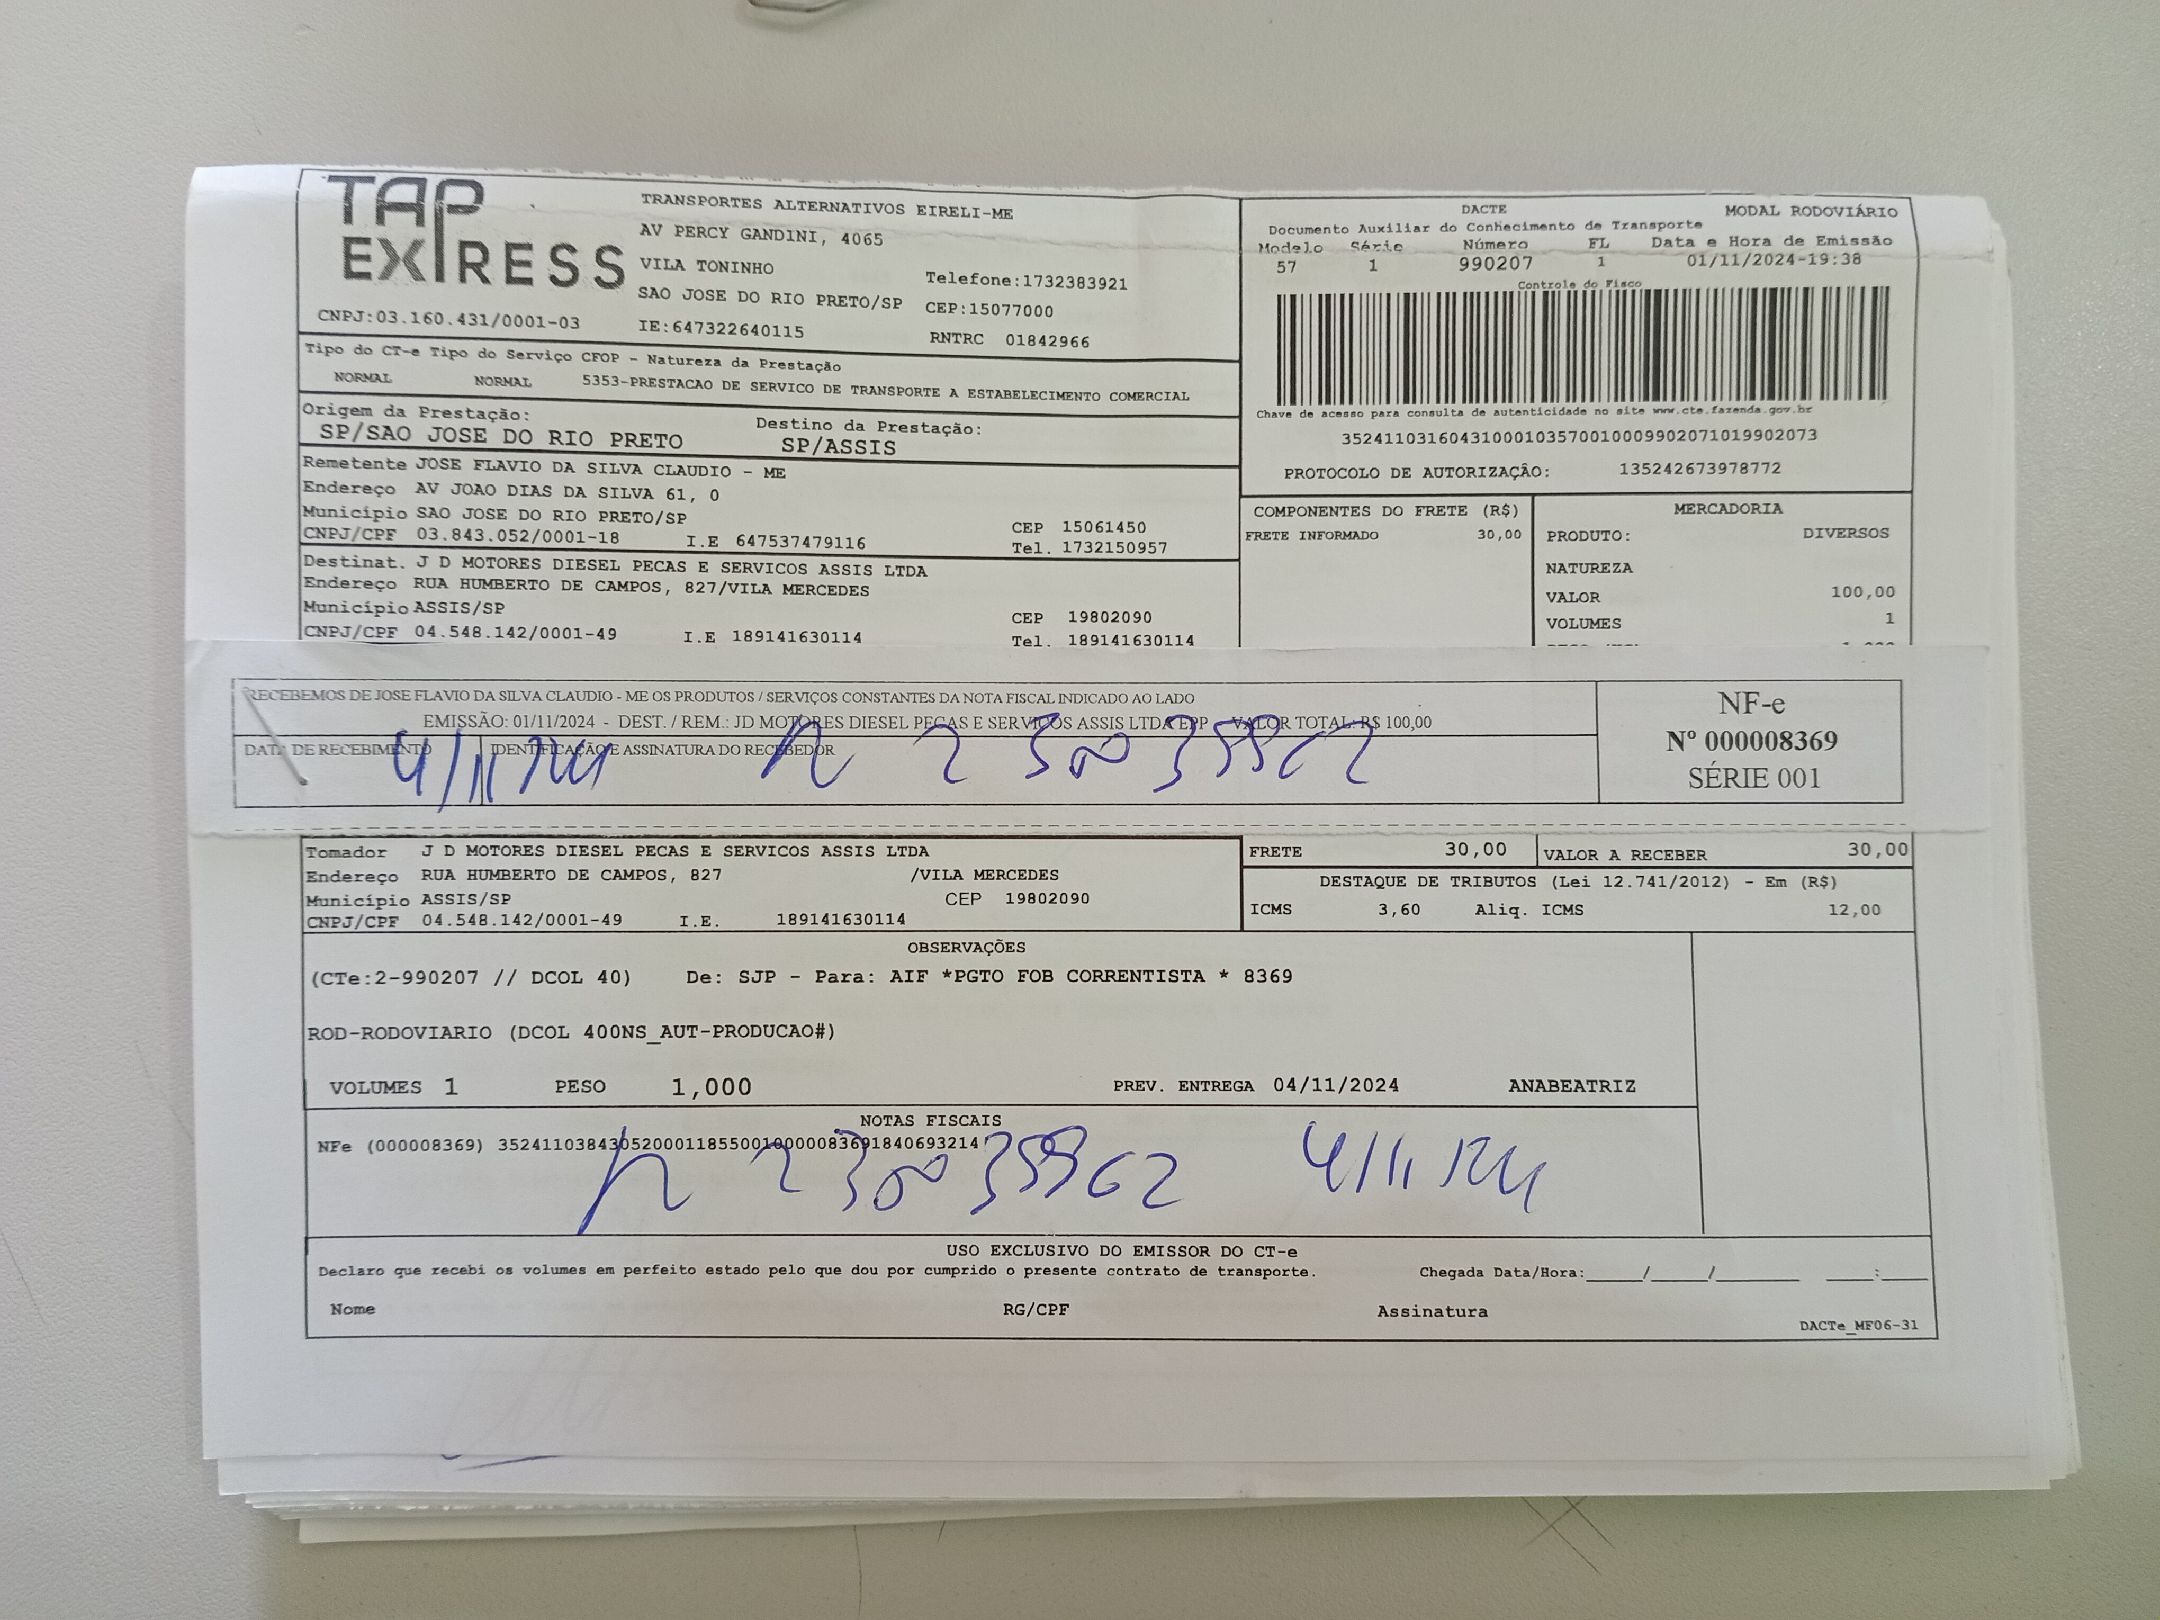 TAP EXPRESS
TRANSPORTES ALTERNATIVOS EIRELI-ME
AV PERCY GANDINI, 4065
VILA TONINHO
Telefone:1732383921
SAO JOSE DO RIO PRETO/SP CEP:15077000
CNPJ:03.160.431/0001-03
IE:647322640115
RNTRC 01842966
DACTE
MODAL RODOVIÁRIO
Documento Auxiliar do Conhecimento de Transporte
Modelo Série Número FL Data e Hora de Emissão
57 1 990207 1 01/11/2024-19:38
Controle do Fisco
Chave de acesso para consulta de autenticidade no site www.cte.fazenda.gov.br
35241103160431000103570010009902071019902073
PROTOCOLO DE AUTORIZAÇÃO: 135242673978772
Tipo do CT-e Tipo do Serviço CFOP - Natureza da Prestação
NORMAL NORMAL 5353-PRESTACAO DE SERVICO DE TRANSPORTE A ESTABELECIMENTO COMERCIAL
Origem da Prestação: Destino da Prestação:
SP/SAO JOSE DO RIO PRETO SP/ASSIS
Remetente JOSE FLAVIO DA SILVA CLAUDIO - ME
Endereço AV JOAO DIAS DA SILVA 61, 0
Município SAO JOSE DO RIO PRETO/SP CEP 15061450
CNPJ/CPF 03.843.052/0001-18 I.E 647537479116 Tel. 1732150957
Destinat. J D MOTORES DIESEL PECAS E SERVICOS ASSIS LTDA
Endereço RUA HUMBERTO DE CAMPOS, 827/VILA MERCEDES
Município ASSIS/SP CEP 19802090
CNPJ/CPF 04.548.142/0001-49 I.E 189141630114 Tel. 189141630114
COMPONENTES DO FRETE (R$)
FRETE INFORMADO 30,00
MERCADORIA
PRODUTO: DIVERSOS
NATUREZA
VALOR 100,00
VOLUMES 1
RECEBEMOS DE JOSE FLAVIO DA SILVA CLAUDIO - ME OS PRODUTOS / SERVIÇOS CONSTANTES DA NOTA FISCAL INDICADO AO LADO
EMISSÃO: 01/11/2024 - DEST. / REM.: JD MOTORES DIESEL PECAS E SERVICOS ASSIS LTDA EPP - VALOR TOTAL: R$ 100,00
DATA DE RECEBIMENTO IDENTIFICAÇÃO E ASSINATURA DO RECEBEDOR
4/11/24 230035962
NF-e
Nº 000008369
SÉRIE 001
Tomador J D MOTORES DIESEL PECAS E SERVICOS ASSIS LTDA
Endereço RUA HUMBERTO DE CAMPOS, 827 /VILA MERCEDES
Município ASSIS/SP CEP 19802090
CNPJ/CPF 04.548.142/0001-49 I.E. 189141630114
FRETE 30,00 VALOR A RECEBER 30,00
DESTAQUE DE TRIBUTOS (Lei 12.741/2012) - Em (R$)
ICMS 3,60 Aliq. ICMS 12,00
OBSERVAÇÕES
(CTe:2-990207 // DCOL 40) De: SJP - Para: AIF *PGTO FOB CORRENTISTA * 8369
ROD-RODOVIARIO (DCOL 400NS_AUT-PRODUCAO#)
VOLUMES 1 PESO 1,000 PREV. ENTREGA 04/11/2024 ANABEATRIZ
NOTAS FISCAIS
NFe (000008369) 35241103843052000118550010000083691840693214
230035962 4/11/24
USO EXCLUSIVO DO EMISSOR DO CT-e
Declaro que recebi os volumes em perfeito estado pelo que dou por cumprido o presente contrato de transporte. Chegada Data/Hora:____/____/______ ____:____
Nome RG/CPF Assinatura
DACTe_MF06-31